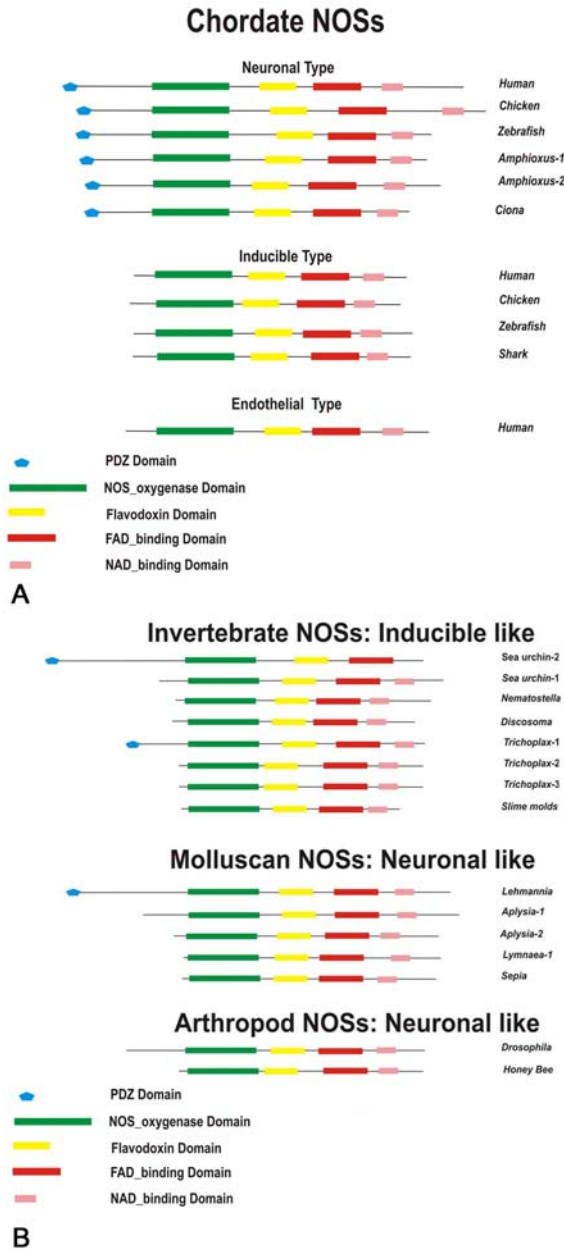 Chordate NOSs
Neuronal Type
Human
Chicken
Zebrafish
Amphioxus-1
Amphioxus-2
Ciona
Inducible Type
Human
Chicken
Zebrafish
Shark
Endothelial Type
Human
PDZ Domain
NOS_oxygenase Domain
Flavodoxin Domain
FAD_binding Domain
NAD_binding Domain
A
Invertebrate NOSs: Inducible like
Sea urchin-2
Sea urchin-1
Nematostella
Discosoma
Trichoplax-1
Trichoplax-2
Trichoplax-3
Slime molds
Molluscan NOSs: Neuronal like
Lehmannia
Aplysia-1
Aplysia-2
Lymnaea-1
Sepia
Arthropod NOSs: Neuronal like
Drosophila
Honey Bee
PDZ Domain
NOS_oxygenase Domain
Flavodoxin Domain
FAD_binding Domain
NAD_binding Domain
B